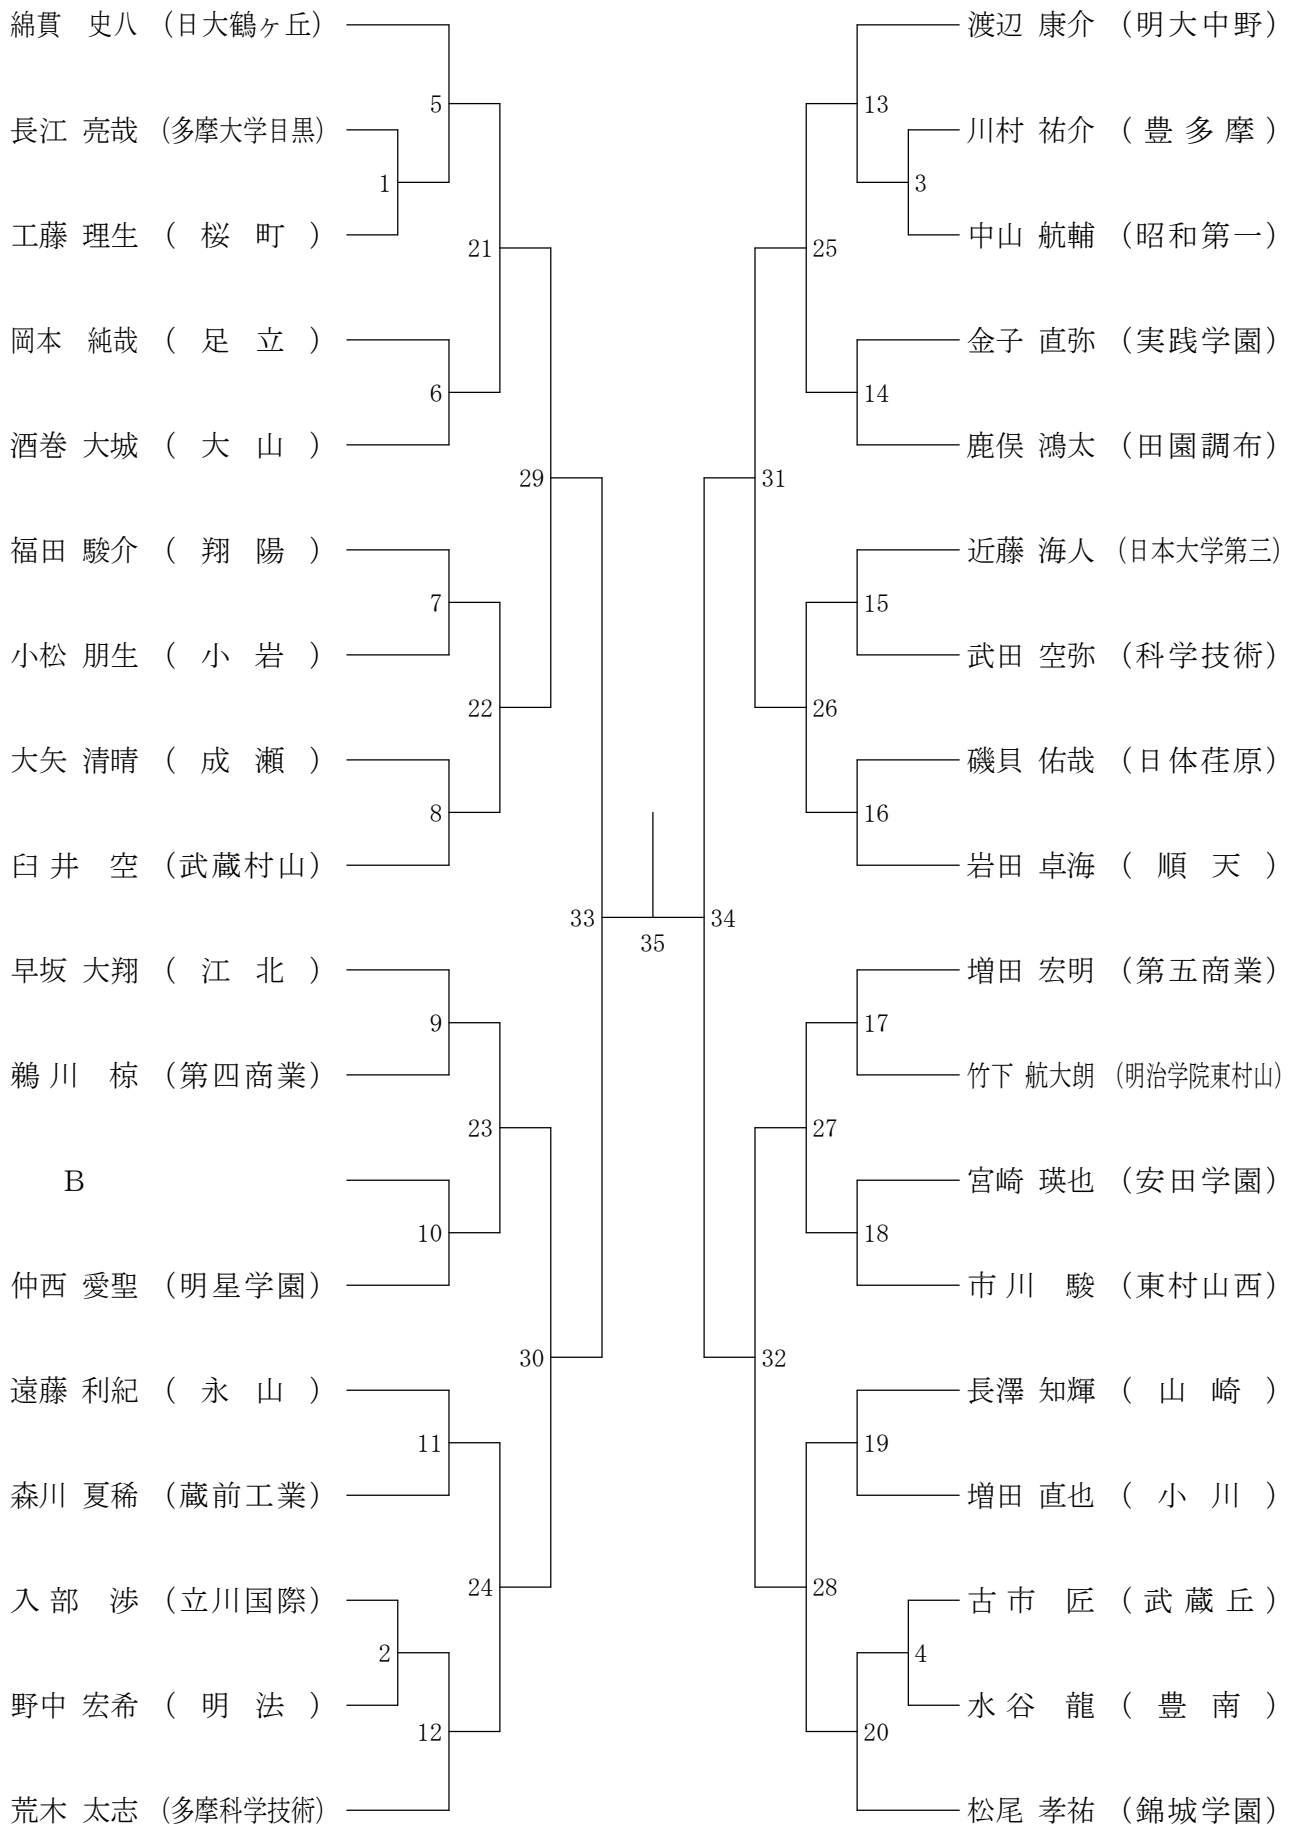 綿貫 史八 (日大鶴ヶ丘)
長江 亮哉 (多摩大学目黒)
工藤 理生 (桜町)
岡本 純哉 (足立)
酒巻 大城 (大山)
福田 駿介 (翔陽)
小松 朋生 (小岩)
大矢 清晴 (成瀬)
臼井 空 (武蔵村山)
早坂 大翔 (江北)
鵜川 椋 (第四商業)
B
仲西 愛聖 (明星学園)
遠藤 利紀 (永山)
森川 夏稀 (蔵前工業)
入部 渉 (立川国際)
野中 宏希 (明法)
荒木 太志 (多摩科学技術)
1
2
5
6
7
8
9
10
11
12
21
22
23
24
29
30
33
35
34
31
32
25
26
27
28
13
14
15
16
17
18
19
20
3
4
渡辺 康介 (明大中野)
川村 祐介 (豊多摩)
中山 航輔 (昭和第一)
金子 直弥 (実践学園)
鹿俣 鴻太 (田園調布)
近藤 海人 (日本大学第三)
武田 空弥 (科学技術)
磯貝 佑哉 (日体荏原)
岩田 卓海 (順天)
増田 宏明 (第五商業)
竹下 航大朗 (明治学院東村山)
宮崎 瑛也 (安田学園)
市川 駿 (東村山西)
長澤 知輝 (山崎)
増田 直也 (小川)
古市 匠 (武蔵丘)
水谷 龍 (豊南)
松尾 孝祐 (錦城学園)